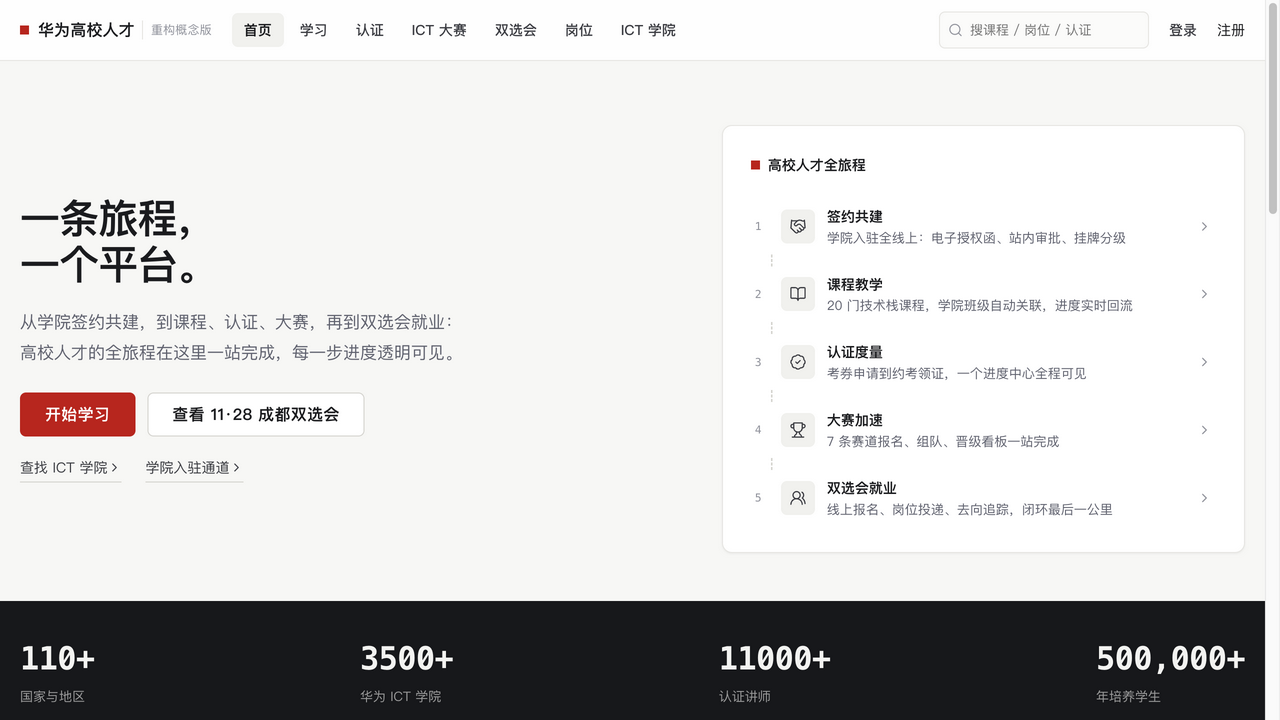 华为高校人才 重构概念版 首页 学习 认证 ICT 大赛 双选会 岗位 ICT 学院 搜课程 / 岗位 / 认证 登录 注册
一条旅程，
一个平台。
从学院签约共建，到课程、认证、大赛，再到双选会就业：
高校人才的全旅程在这里一站完成，每一步进度透明可见。
开始学习 查看 11·28 成都双选会
查找 ICT 学院 学院入驻通道
高校人才全旅程
1 签约共建
学院入驻全线上：电子授权函、站内审批、挂牌分级
2 课程教学
20 门技术栈课程，学院班级自动关联，进度实时回流
3 认证度量
考券申请到约考领证，一个进度中心全程可见
4 大赛加速
7 条赛道报名、组队、晋级看板一站完成
5 双选会就业
线上报名、岗位投递、去向追踪，闭环最后一公里
110+ 3500+ 11000+ 500,000+
国家与地区 华为 ICT 学院 认证讲师 年培养学生